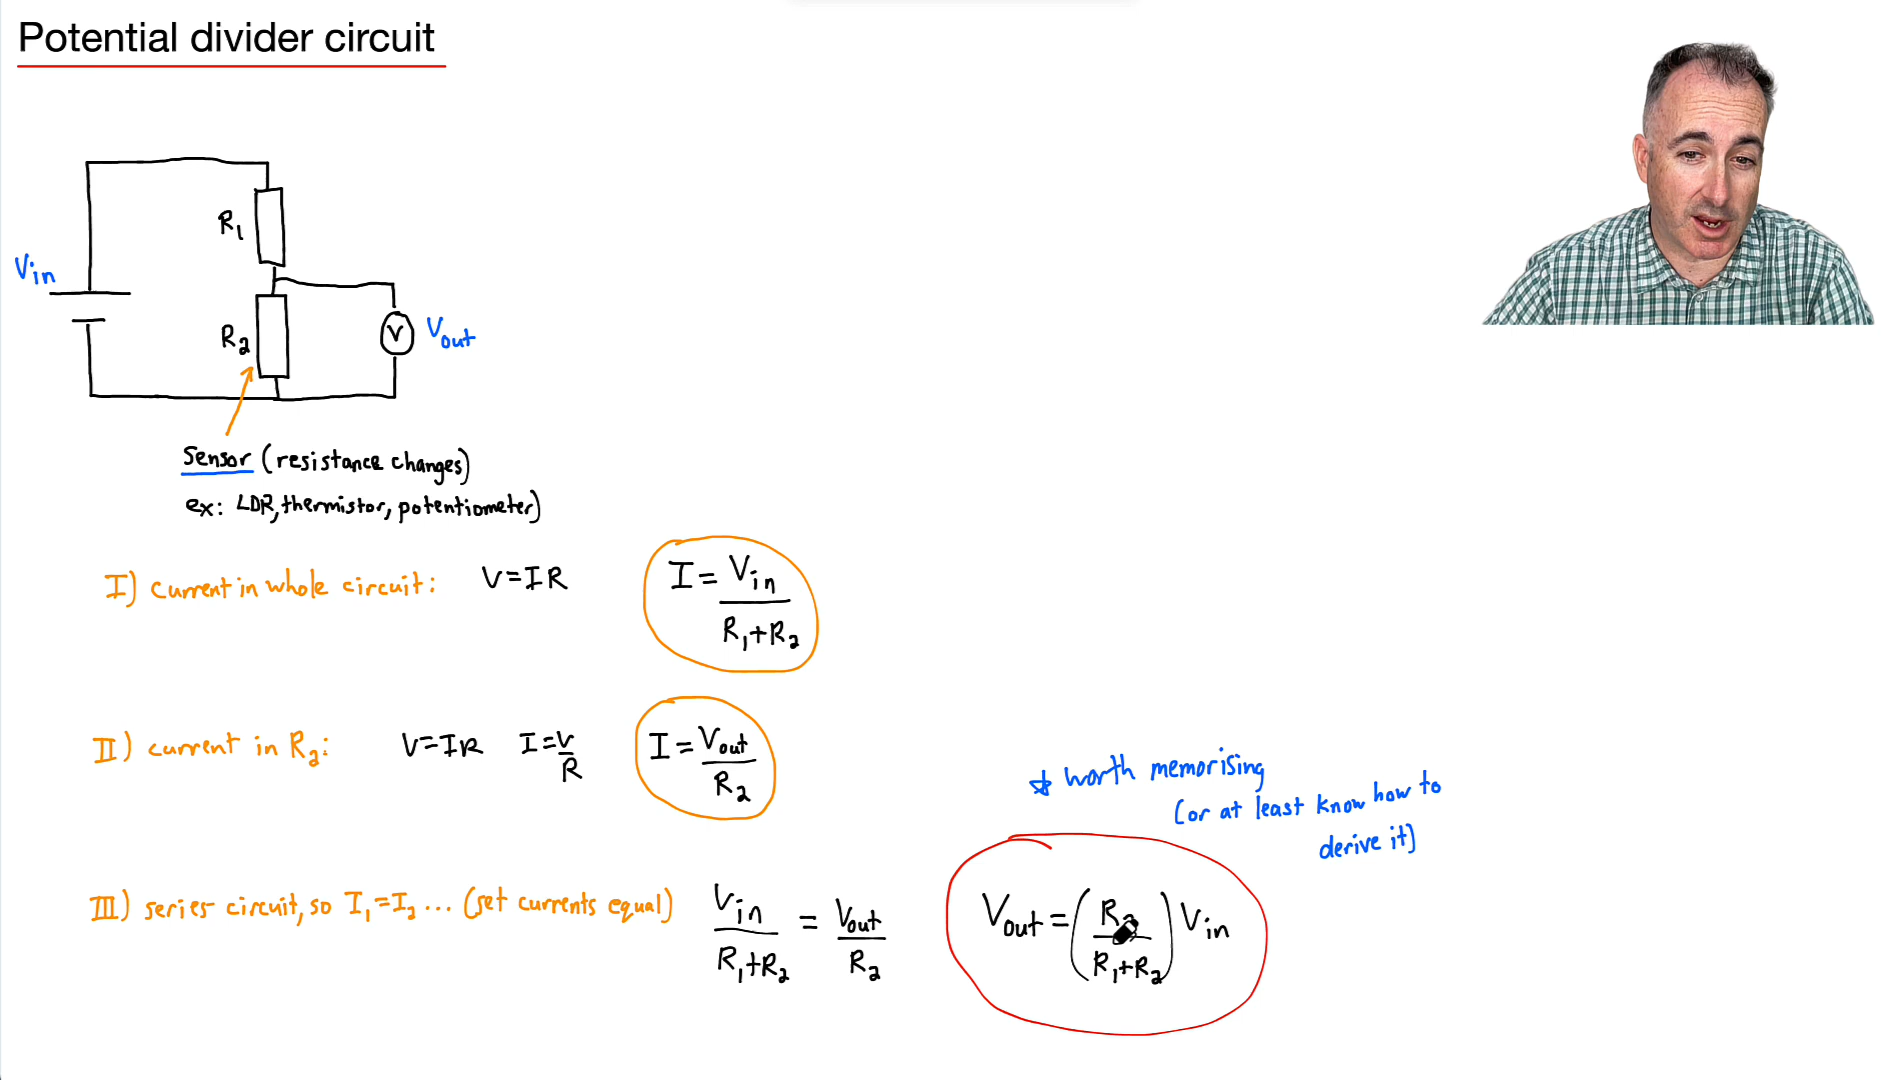 Potential divider circuit
R₁
Vin
R₂
V
Vout
Sensor (resistance changes)
ex: LDR, thermistor, potentiometer)
I) current in whole circuit: V=IR I = Vin / (R₁+R₂)
II) current in R₂: V=IR I=V/R I = Vout / R₂
* worth memorising
(or at least know how to
derive it)
III) series circuit, so I₁=I₂... (set currents equal) Vin / (R₁+R₂) = Vout / R₂ Vout = (R₂ / (R₁+R₂)) Vin